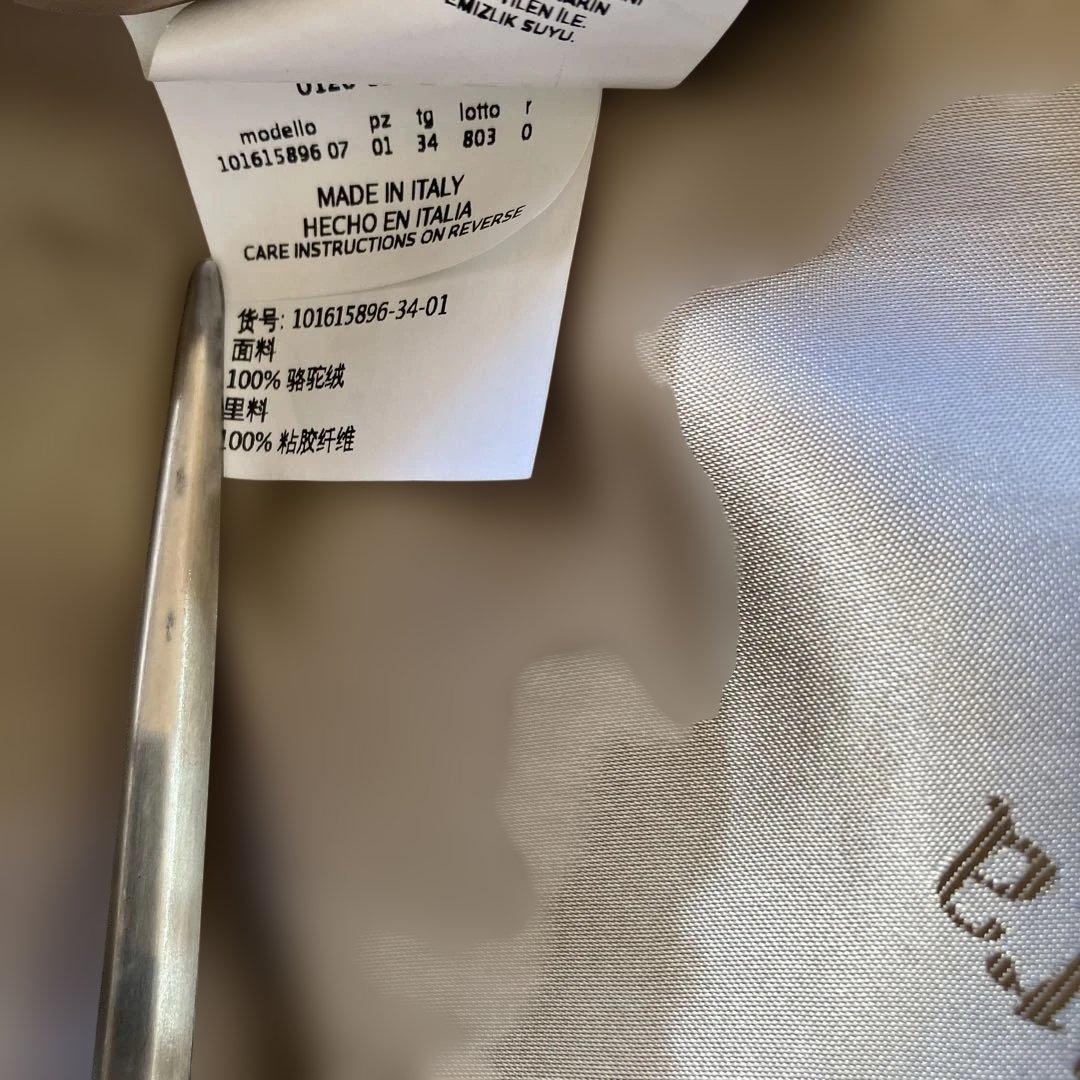 TILEN İLE.
EMIZLIK SUYU.
modello pz tg lotto r
101615896 07 01 34 803 0
MADE IN ITALY
HECHO EN ITALIA
CARE INSTRUCTIONS ON REVERSE
货号: 101615896-34-01
面料
100% 骆驼绒
里料
100% 粘胶纤维